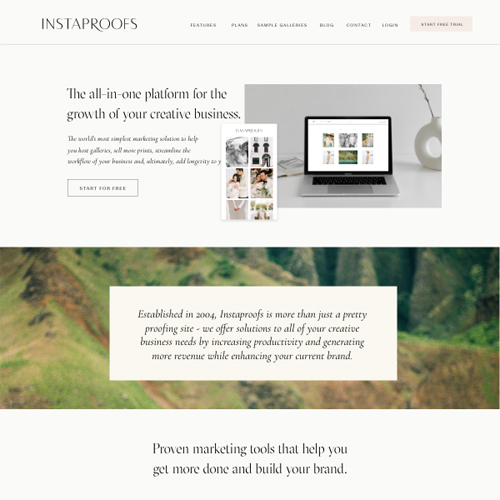 INSTAPROOFS
FEATURES PLANS SAMPLE GALLERIES BLOG CONTACT LOGIN START FREE TRIAL
The all-in-one platform for the
growth of your creative business.
The world's most simplest marketing solution to help
you host galleries, sell more prints, streamline the
workflow of your business and, ultimately, add longevity to
START FOR FREE
INSTAPROOFS
Established in 2004, Instaproofs is more than just a pretty
proofing site - we offer solutions to all of your creative
business needs by increasing productivity and generating
more revenue while enhancing your current brand.
Proven marketing tools that help you
get more done and build your brand.